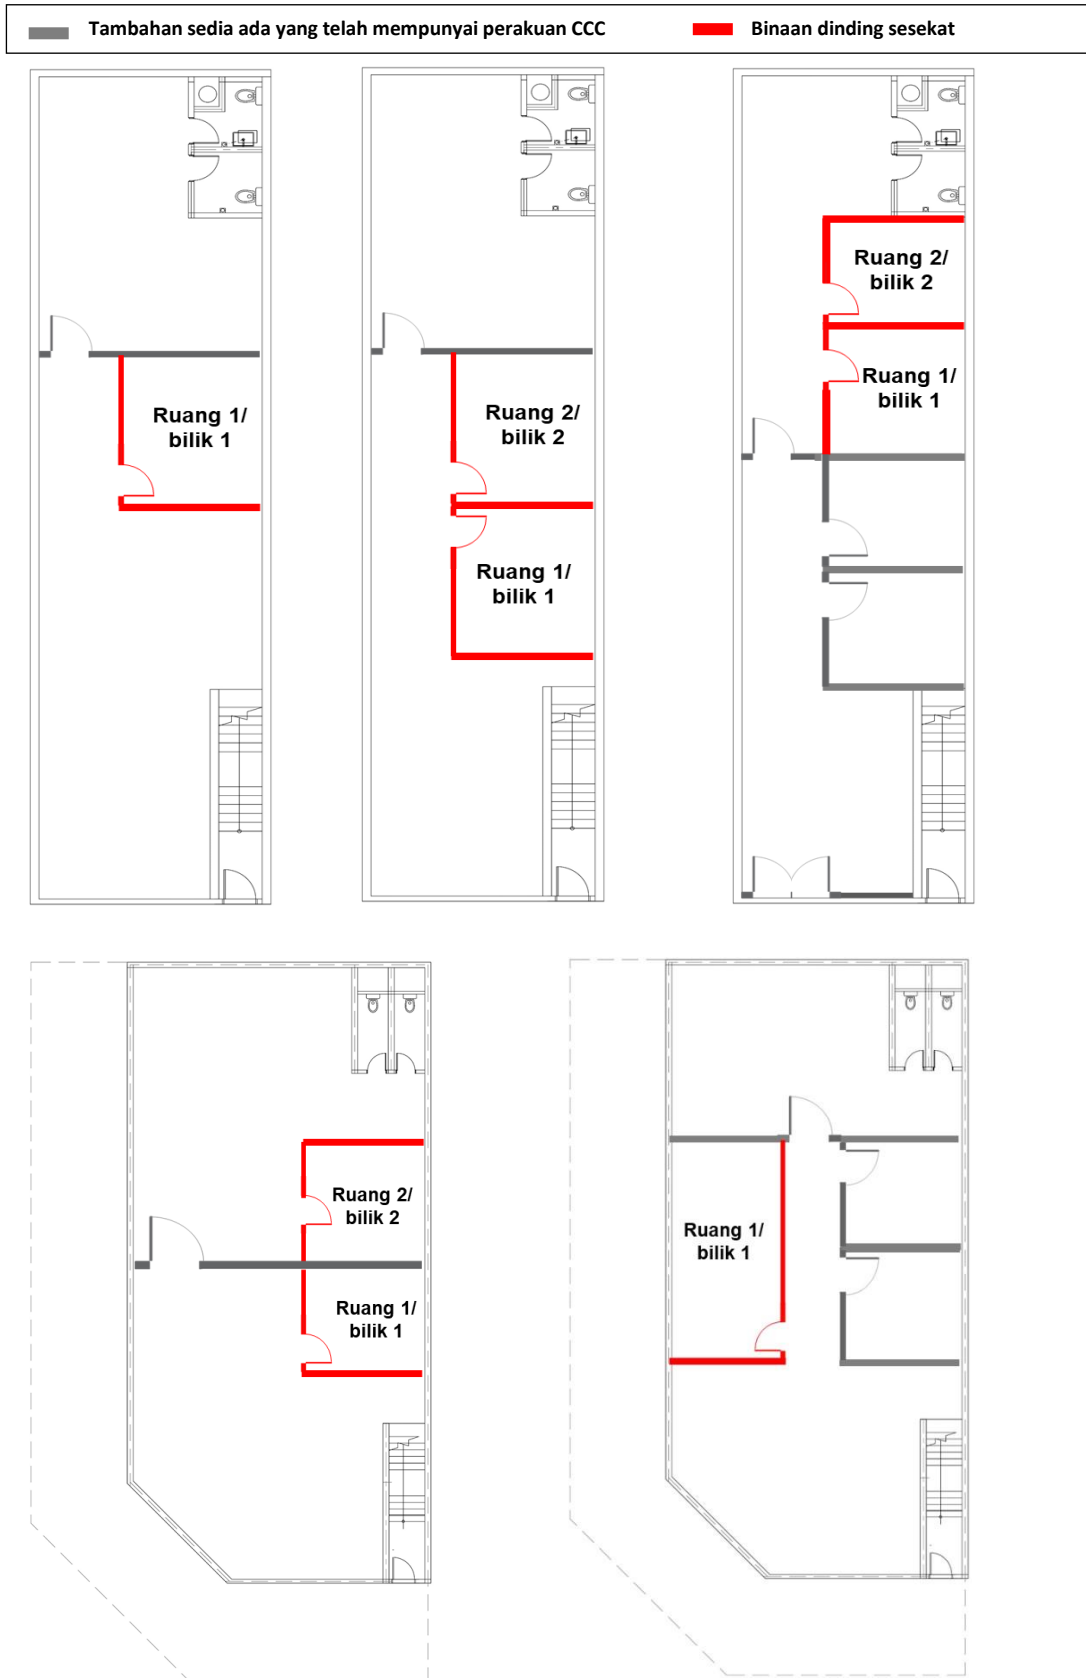 Tambahan sedia ada yang telah mempunyai perakuan CCC
Binaan dinding sesekat
Ruang 1/
bilik 1
Ruang 2/
bilik 2
Ruang 1/
bilik 1
Ruang 2/
bilik 2
Ruang 1/
bilik 1
Ruang 2/
bilik 2
Ruang 1/
bilik 1
Ruang 1/
bilik 1